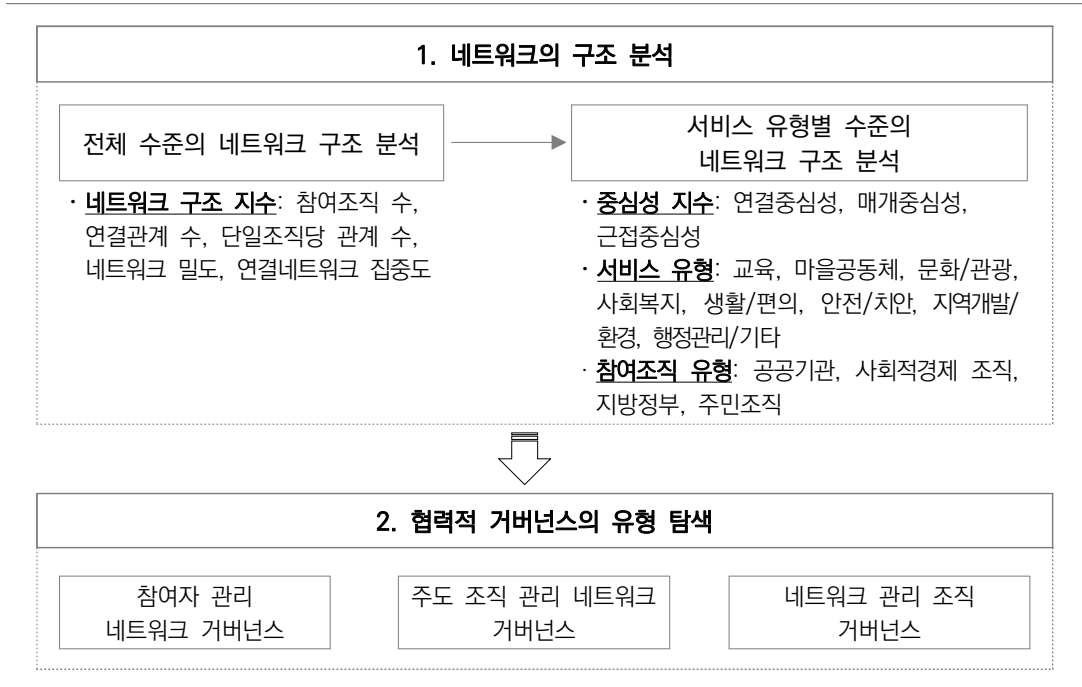 1. 네트워크의 구조 분석
전체 수준의 네트워크 구조 분석
· 네트워크 구조 지수: 참여조직 수,
연결관계 수, 단일조직당 관계 수,
네트워크 밀도, 연결네트워크 집중도
서비스 유형별 수준의
네트워크 구조 분석
· 중심성 지수: 연결중심성, 매개중심성,
근접중심성
· 서비스 유형: 교육, 마을공동체, 문화/관광,
사회복지, 생활/편의, 안전/치안, 지역개발/
환경, 행정관리/기타
· 참여조직 유형: 공공기관, 사회적경제 조직,
지방정부, 주민조직
2. 협력적 거버넌스의 유형 탐색
참여자 관리
네트워크 거버넌스
주도 조직 관리 네트워크
거버넌스
네트워크 관리 조직
거버넌스